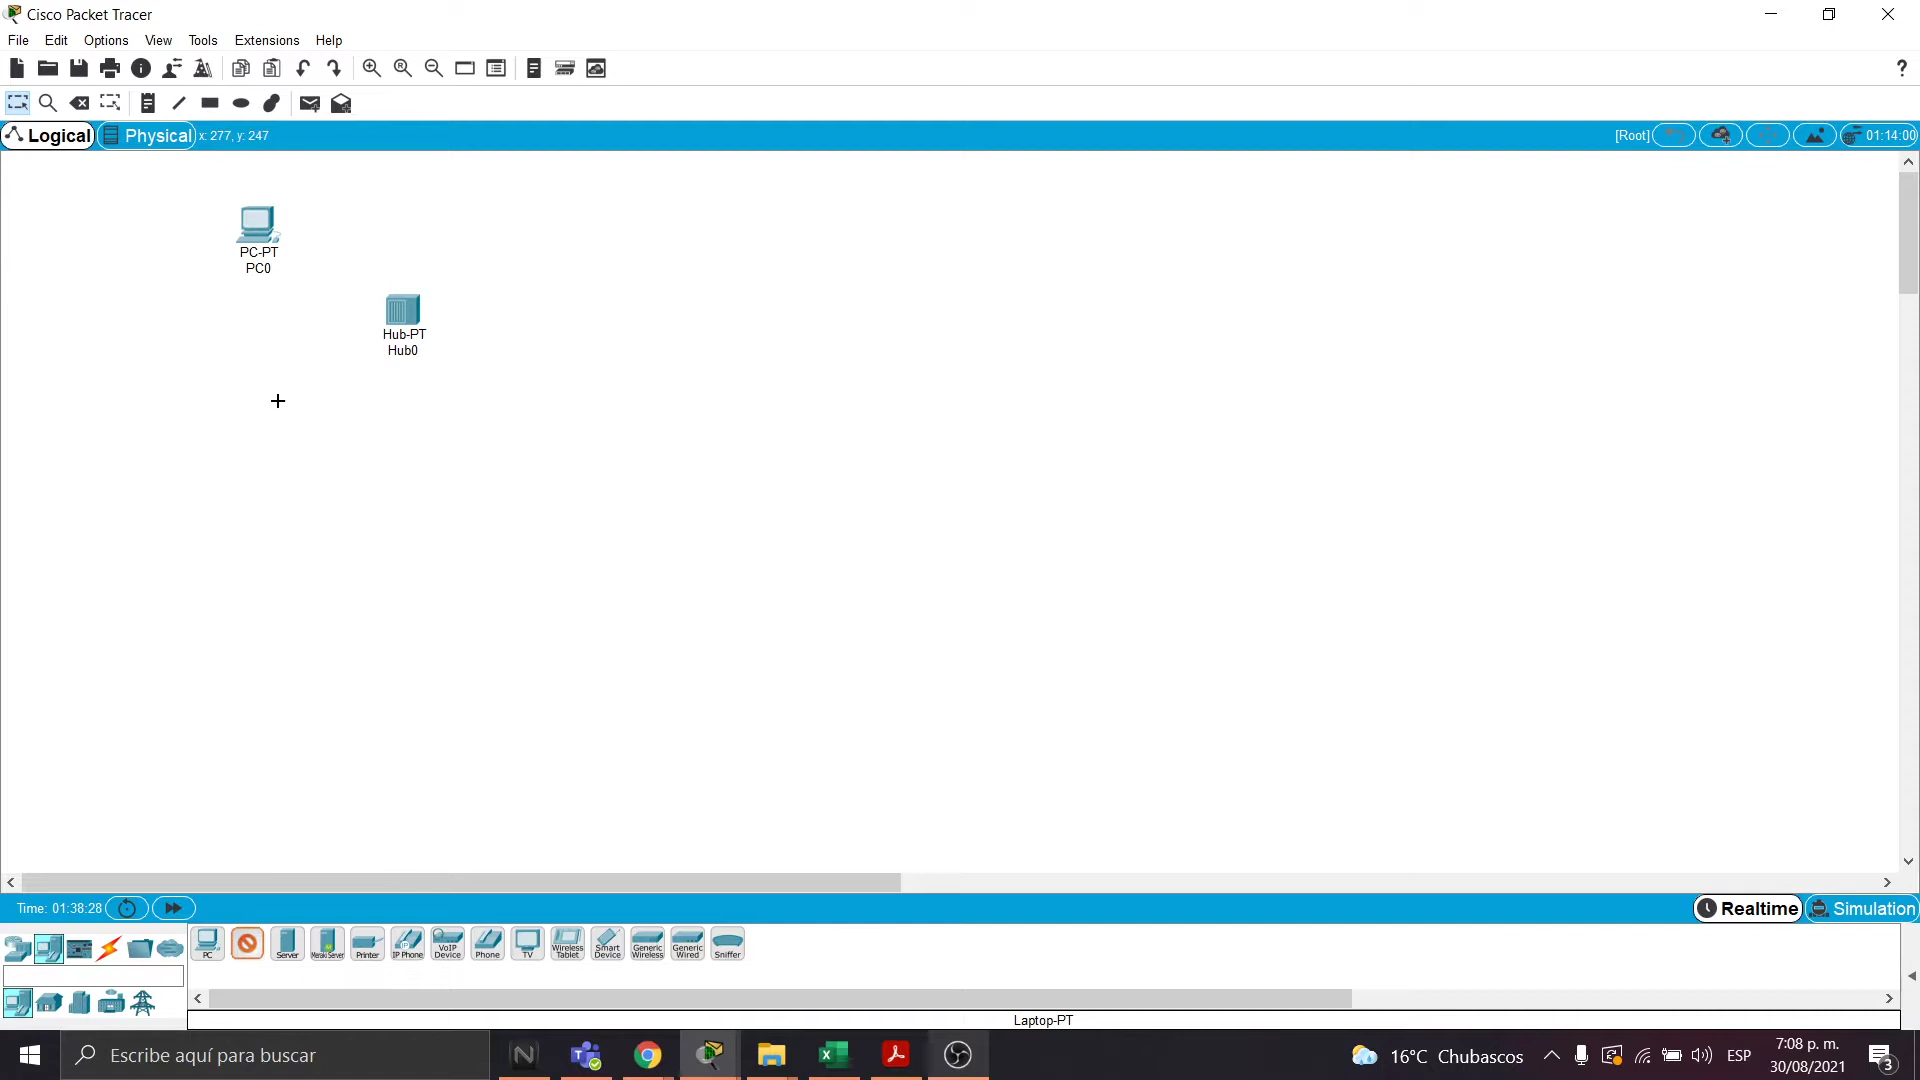 Cisco Packet Tracer
File Edit Options View Tools Extensions Help
?
Logical Physical x: 277, y: 247 [Root] 01:14:00
PC-PT
PC0
Hub-PT
Hub0
Time: 01:38:28 Realtime Simulation
PC Server Meraki Server Printer IP Phone VoIP Device Phone TV Wireless Tablet Smart Device Generic Wireless Generic Wired Sniffer
Laptop-PT
Escribe aquí para buscar
16°C Chubascos
ESP
7:08 p. m.
30/08/2021
3